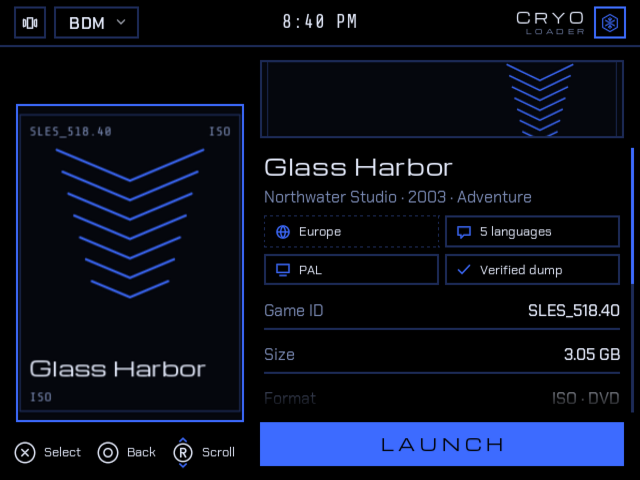 BDM
8:40 PM
CRYO
LOADER
SLES_518.40 ISO
Glass Harbor
ISO
Glass Harbor
Northwater Studio · 2003 · Adventure
Europe
5 languages
PAL
Verified dump
Game ID SLES_518.40
Size 3.05 GB
Format ISO · DVD
Select
Back
R Scroll
LAUNCH